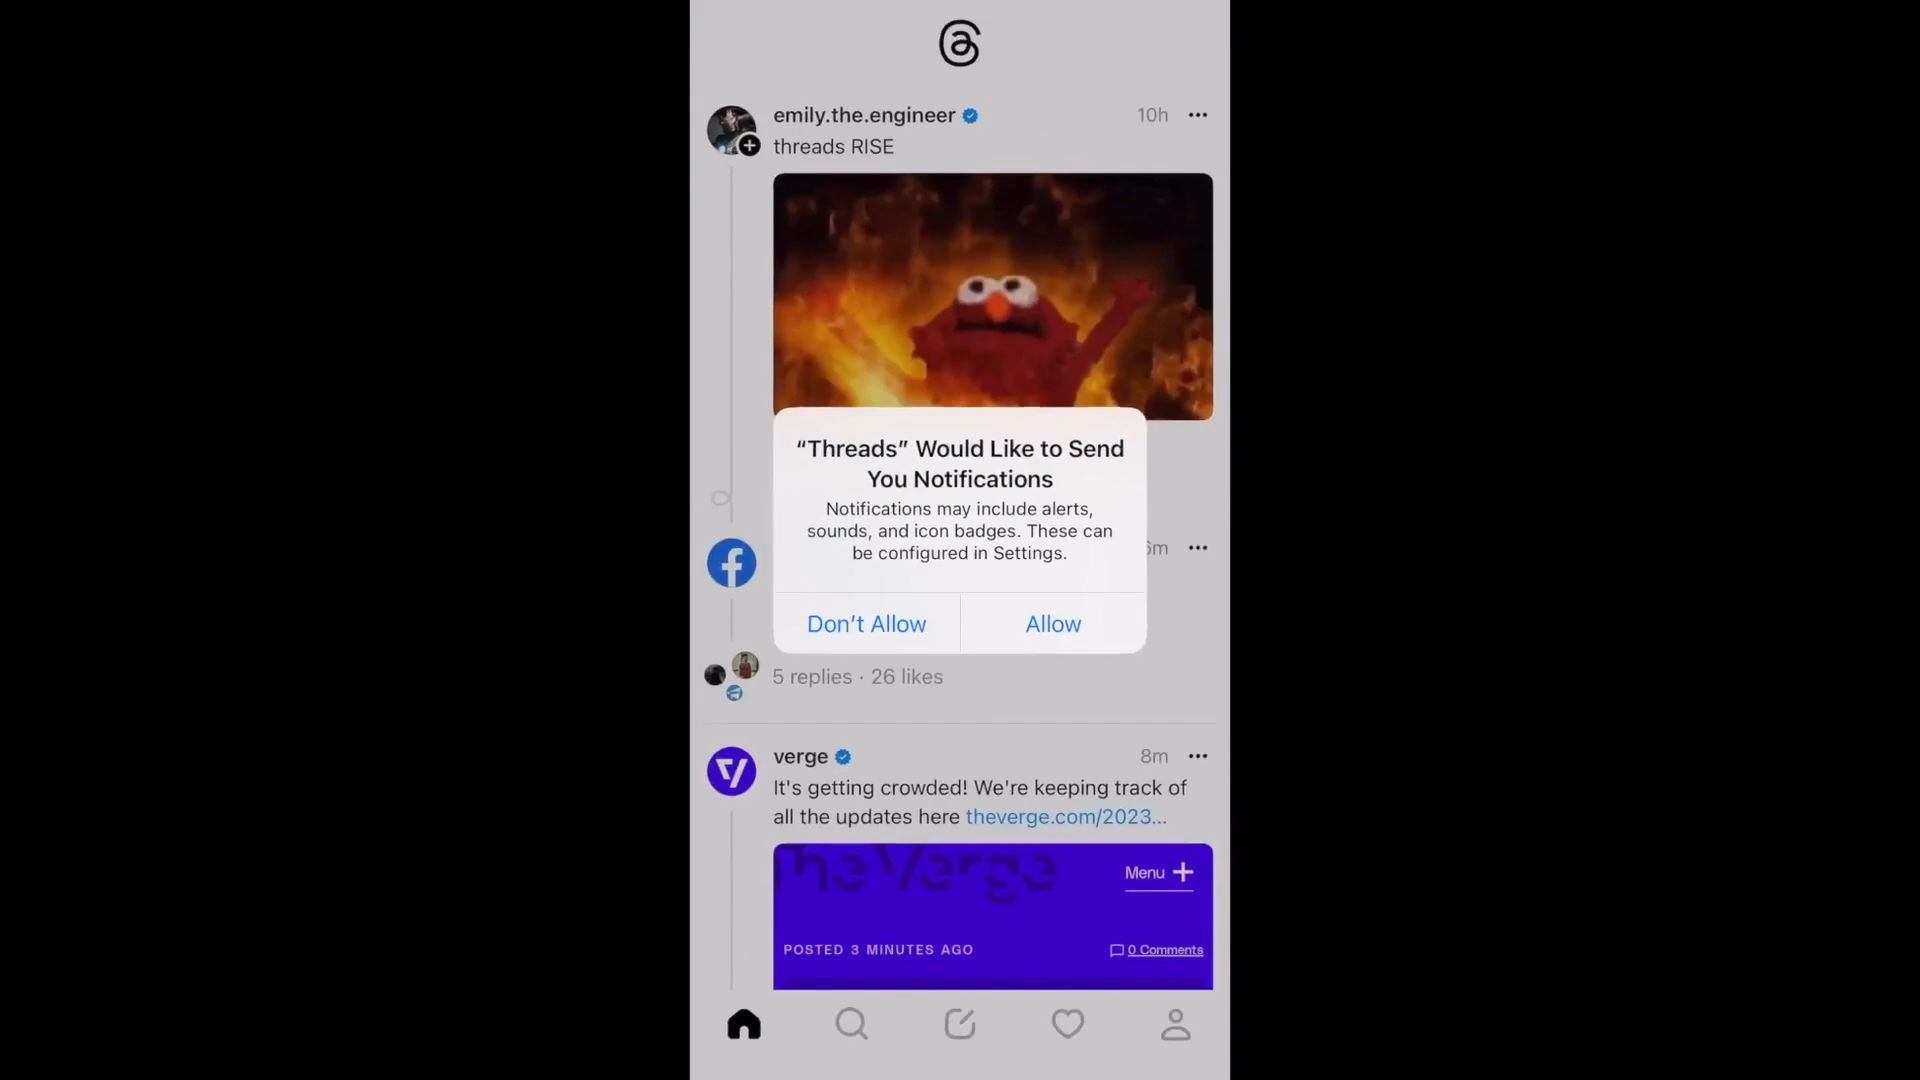 emily.the.engineer
10h
threads RISE
“Threads” Would Like to Send
You Notifications
Notifications may include alerts,
sounds, and icon badges. These can
be configured in Settings.
Don’t Allow
Allow
5 replies · 26 likes
verge
8m
It's getting crowded! We're keeping track of
all the updates here theverge.com/2023...
The Verge
Menu
POSTED 3 MINUTES AGO
0 Comments